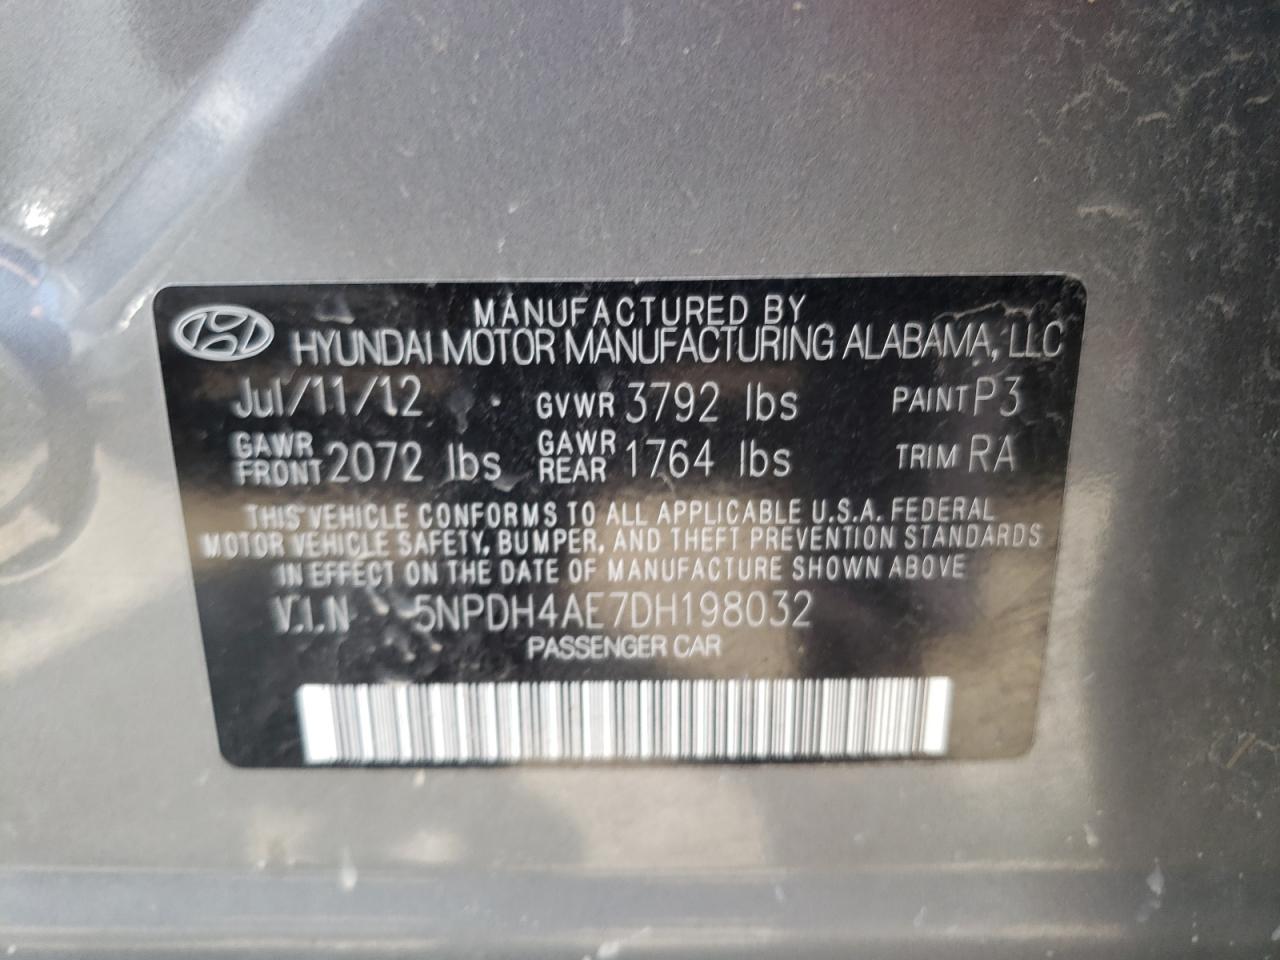 MANUFACTURED BY
HYUNDAI MOTOR MANUFACTURING ALABAMA, LLC
Jul/11/12 GVWR 3792 lbs PAINT P3
GAWR FRONT 2072 lbs GAWR REAR 1764 lbs TRIM RA
THIS VEHICLE CONFORMS TO ALL APPLICABLE U.S.A. FEDERAL
MOTOR VEHICLE SAFETY, BUMPER, AND THEFT PREVENTION STANDARDS
IN EFFECT ON THE DATE OF MANUFACTURE SHOWN ABOVE
V.I.N 5NPDH4AE7DH198032
PASSENGER CAR